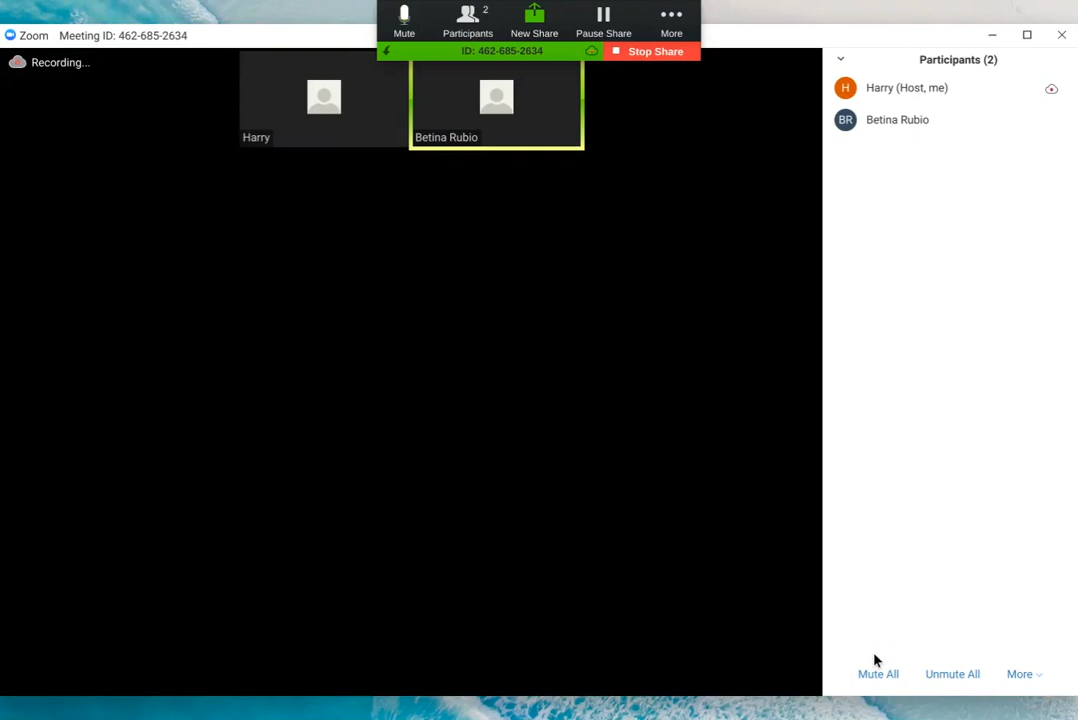 Mute
Participants
2
New Share
Pause Share
More
Zoom Meeting ID: 462-685-2634
ID: 462-685-2634
Stop Share
Recording...
Harry
Betina Rubio
Participants (2)
H Harry (Host, me)
BR Betina Rubio
Mute All
Unmute All
More